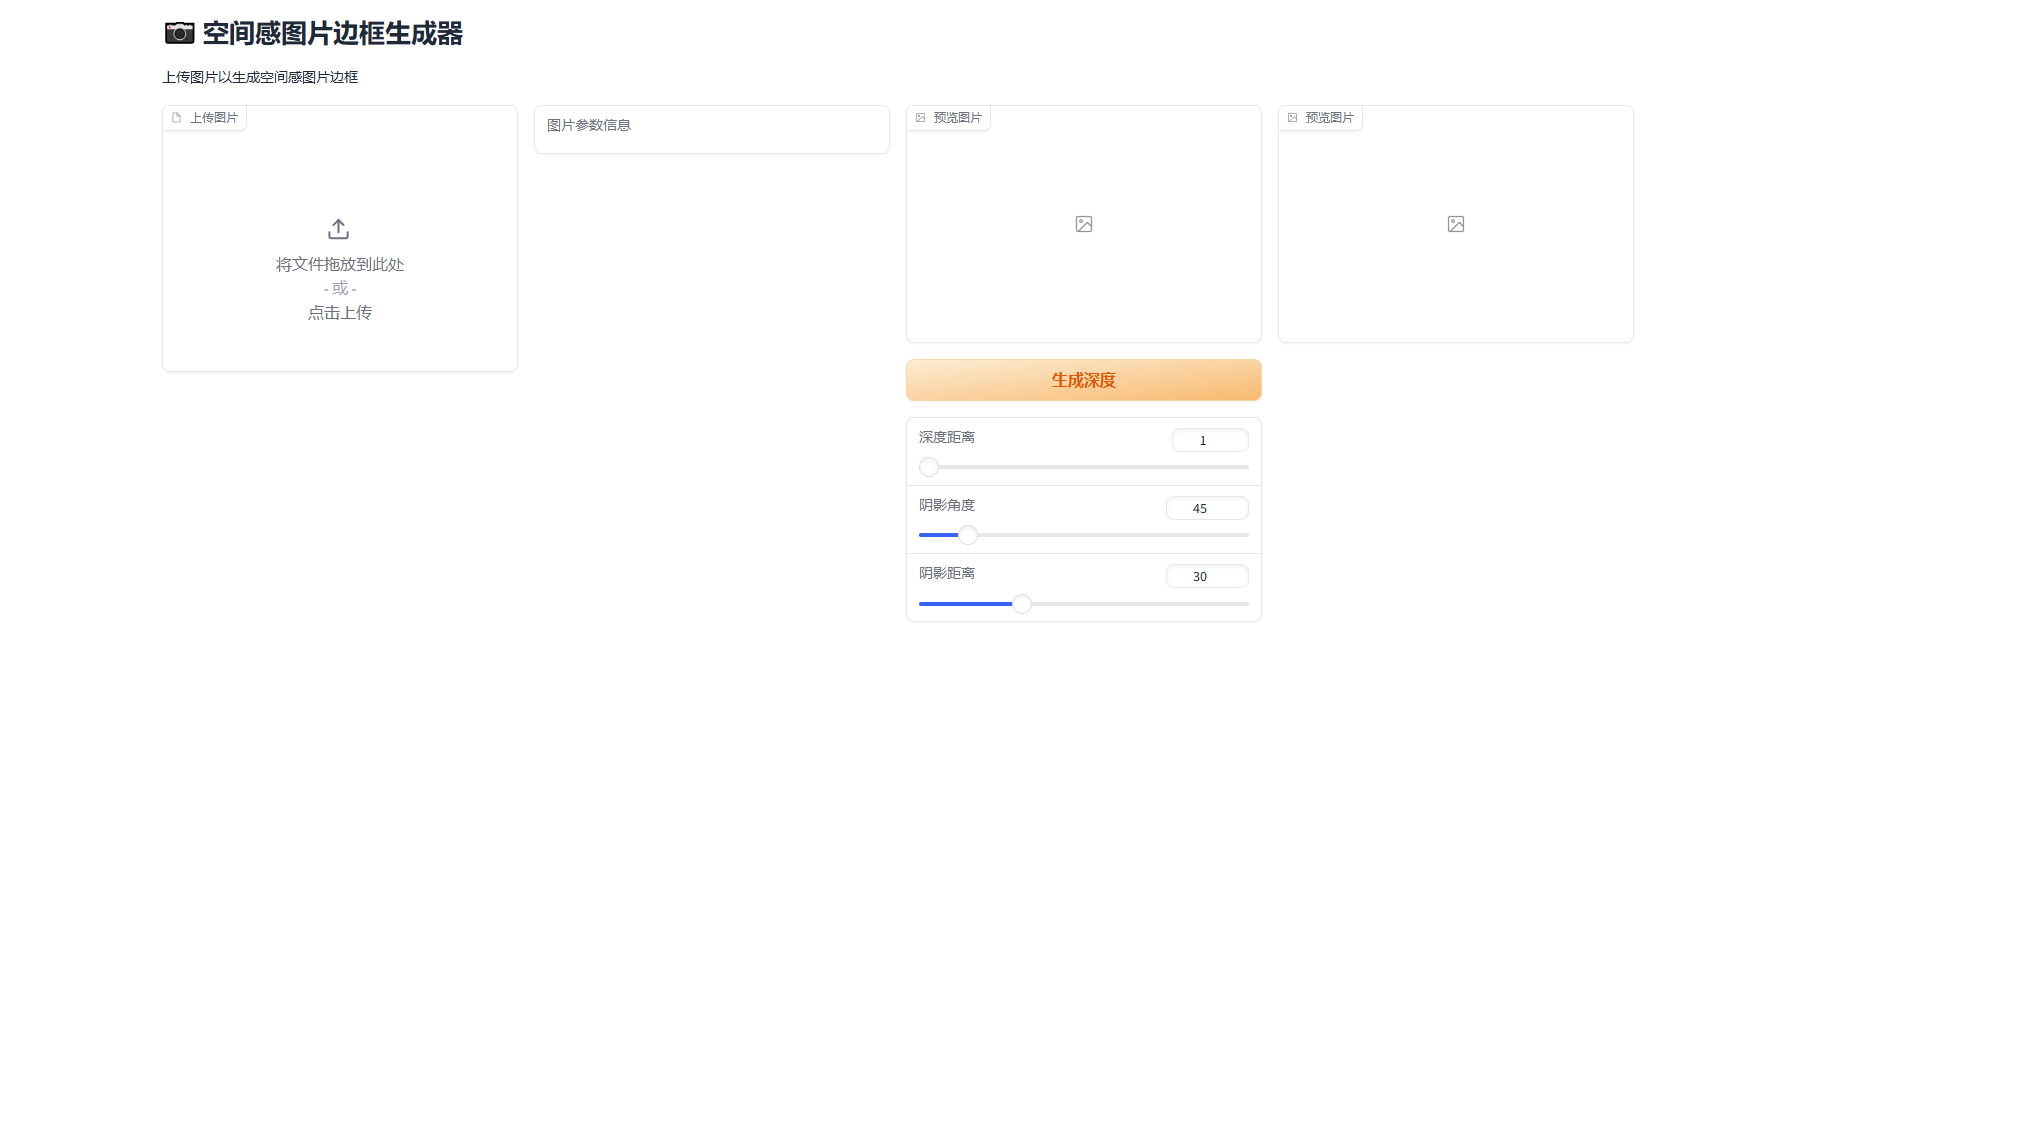 空间感图片边框生成器
上传图片以生成空间感图片边框
上传图片
将文件拖放到此处
- 或 -
点击上传
图片参数信息
预览图片
生成深度
深度距离
1
阴影角度
45
阴影距离
30
预览图片